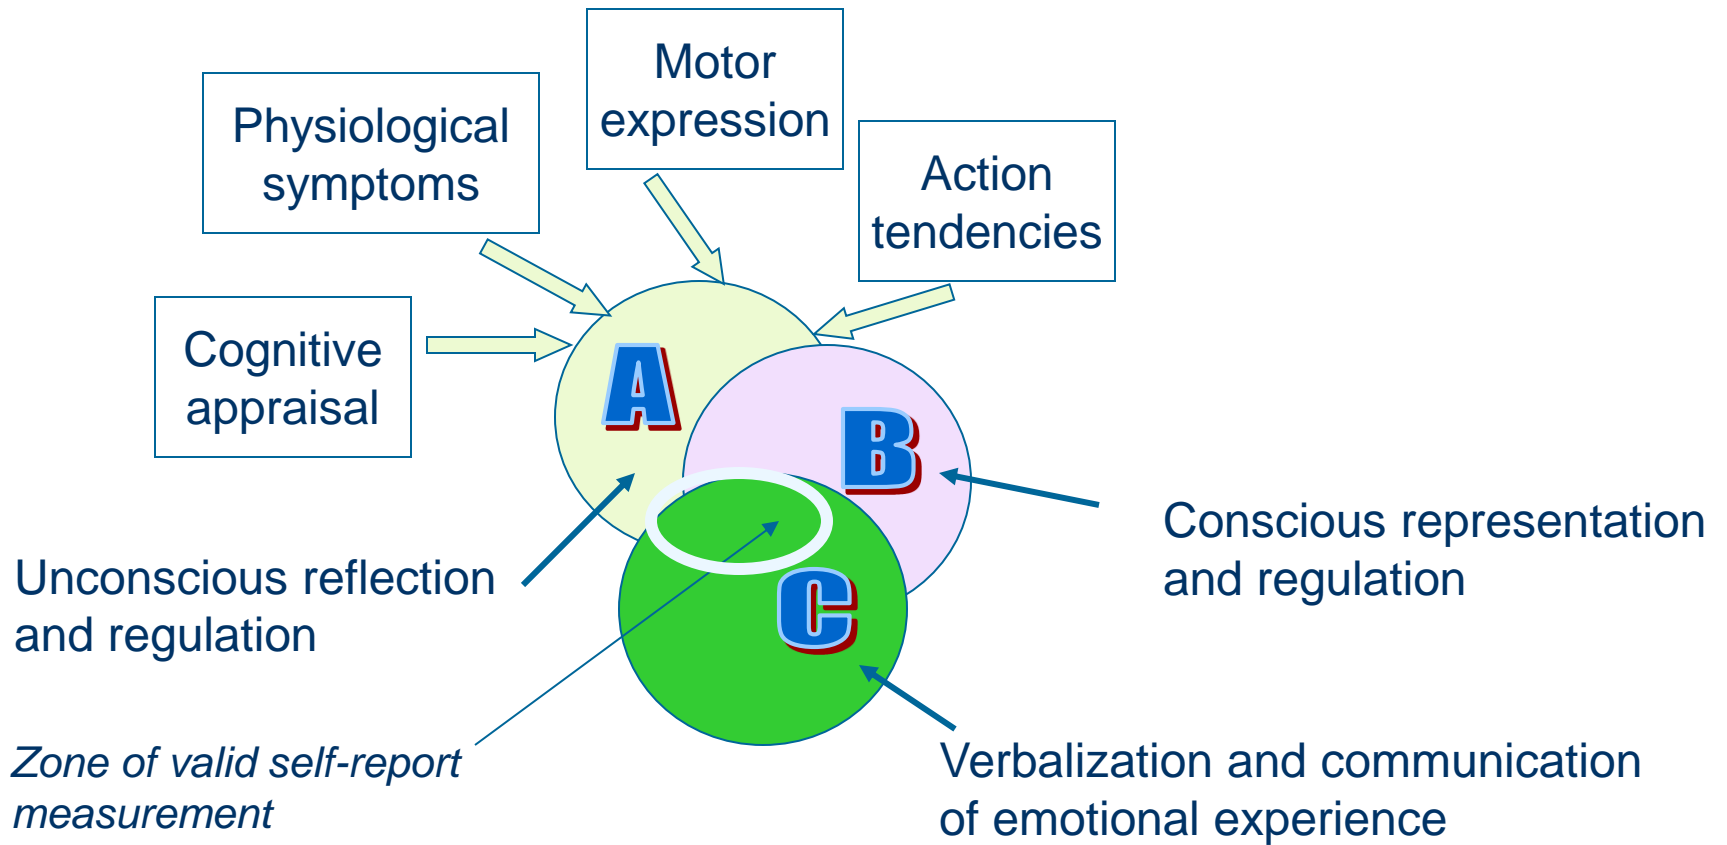 Motor
expression
Physiological
symptoms
Action
tendencies
Cognitive
appraisal
A
B
Conscious representation
and regulation
Unconscious reflection
and regulation
C
Zone of valid self-report
measurement
Verbalization and communication
of emotional experience